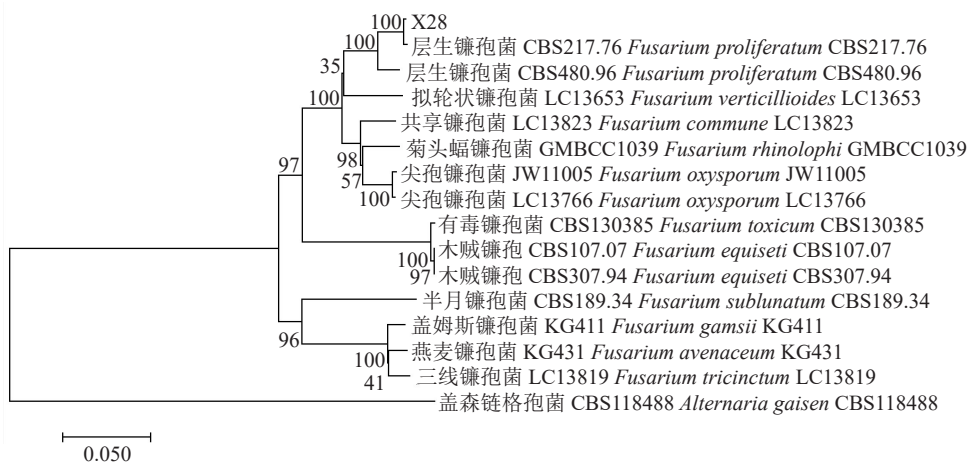 100 X28
100 层生镰孢菌 CBS217.76 Fusarium proliferatum CBS217.76
35 层生镰孢菌 CBS480.96 Fusarium proliferatum CBS480.96
100 拟轮状镰孢菌 LC13653 Fusarium verticillioides LC13653
共享镰孢菌 LC13823 Fusarium commune LC13823
98 菊头蝠镰孢菌 GMBCC1039 Fusarium rhinolophi GMBCC1039
97 57 尖孢镰孢菌 JW11005 Fusarium oxysporum JW11005
100 尖孢镰孢菌 LC13766 Fusarium oxysporum LC13766
有毒镰孢菌 CBS130385 Fusarium toxicum CBS130385
100 木贼镰孢 CBS107.07 Fusarium equiseti CBS107.07
97 木贼镰孢 CBS307.94 Fusarium equiseti CBS307.94
半月镰孢菌 CBS189.34 Fusarium sublunatum CBS189.34
96 盖姆斯镰孢菌 KG411 Fusarium gamsii KG411
100 燕麦镰孢菌 KG431 Fusarium avenaceum KG431
41 三线镰孢菌 LC13819 Fusarium tricinctum LC13819
盖森链格孢菌 CBS118488 Alternaria gaisen CBS118488
0.050